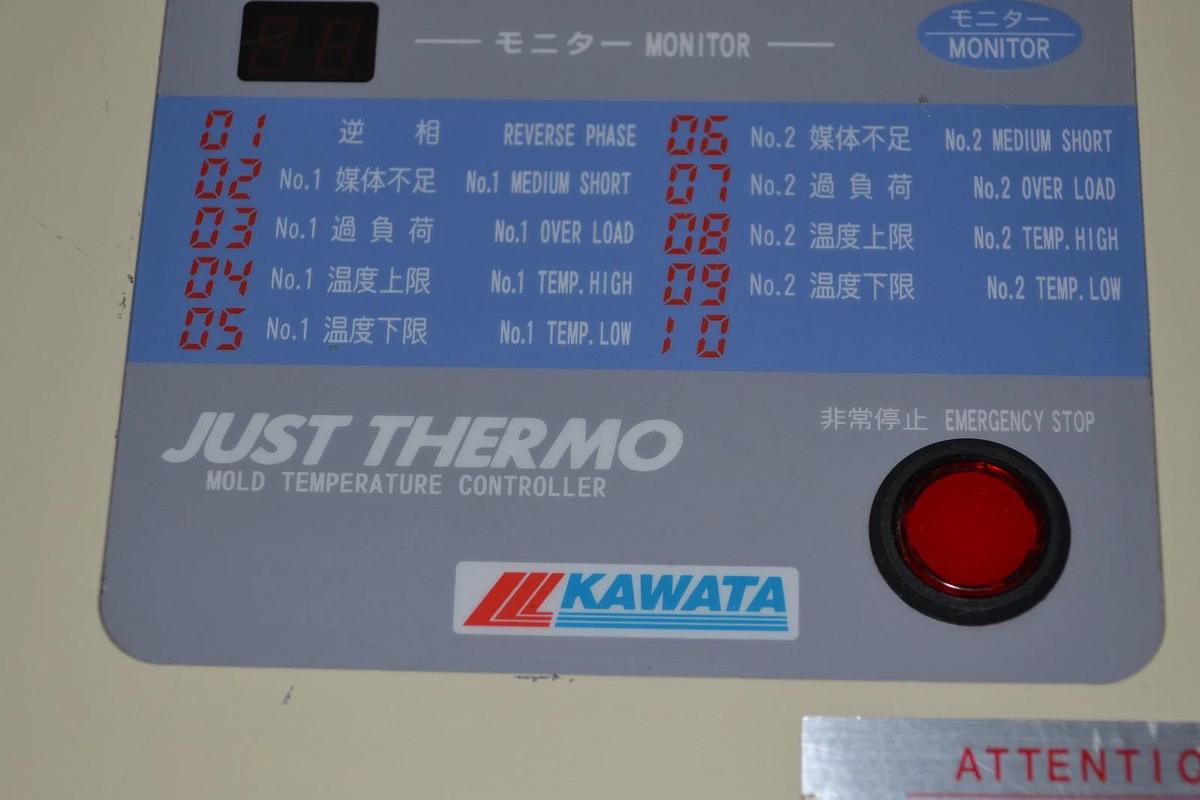 モニター MONITOR
モニター
MONITOR
01 逆 相 REVERSE PHASE
02 No.1 媒体不足 No.1 MEDIUM SHORT
03 No.1 過 負 荷 No.1 OVER LOAD
04 No.1 温度上限 No.1 TEMP.HIGH
05 No.1 温度下限 No.1 TEMP.LOW
06 No.2 媒体不足 No.2 MEDIUM SHORT
07 No.2 過 負 荷 No.2 OVER LOAD
08 No.2 温度上限 No.2 TEMP.HIGH
09 No.2 温度下限 No.2 TEMP.LOW
10
JUST THERMO
MOLD TEMPERATURE CONTROLLER
非常停止 EMERGENCY STOP
KAWATA
ATTENTIO